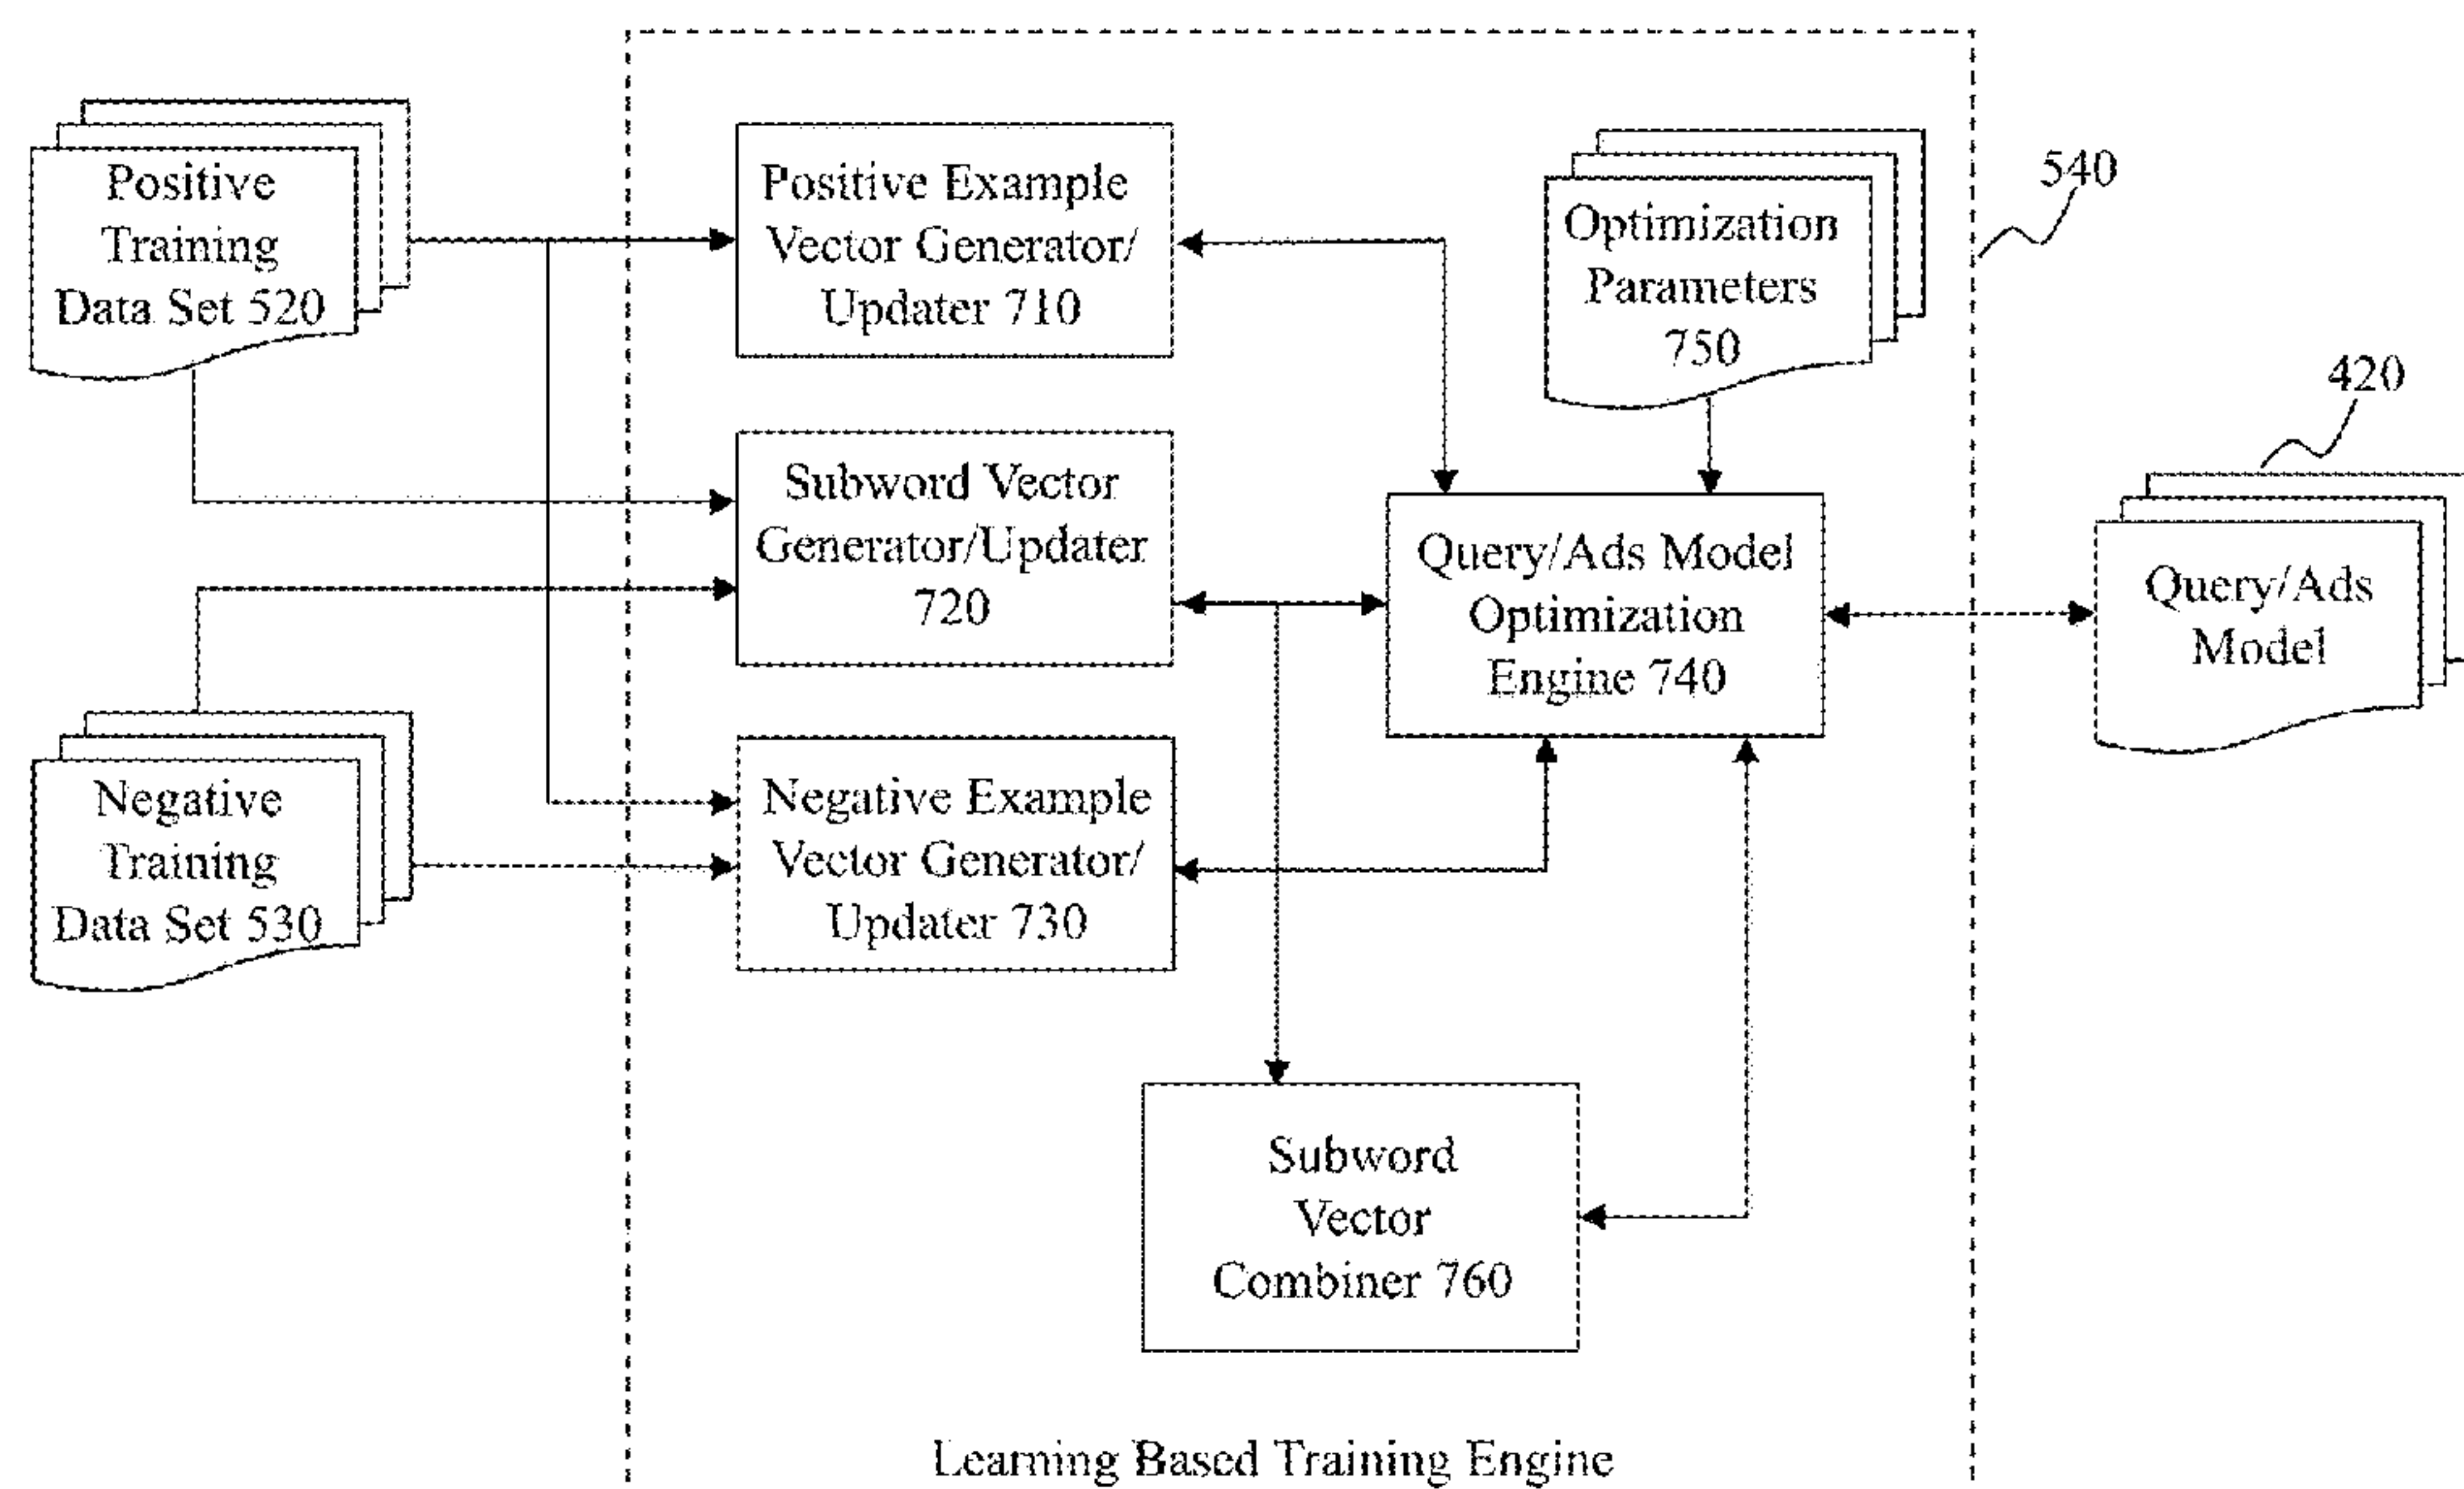 Positive
Training
Data Set 520
Positive Example
Vector Generator/
Updater 710
Optimization
Parameters
750
540
420
Subword Vector
Generator/Updater
720
Query/Ads Model
Optimization
Engine 740
Query/Ads
Model
Negative
Training
Data Set 530
Negative Example
Vector Generator/
Updater 730
Subword
Vector
Combiner 760
Learning Based Training Engine